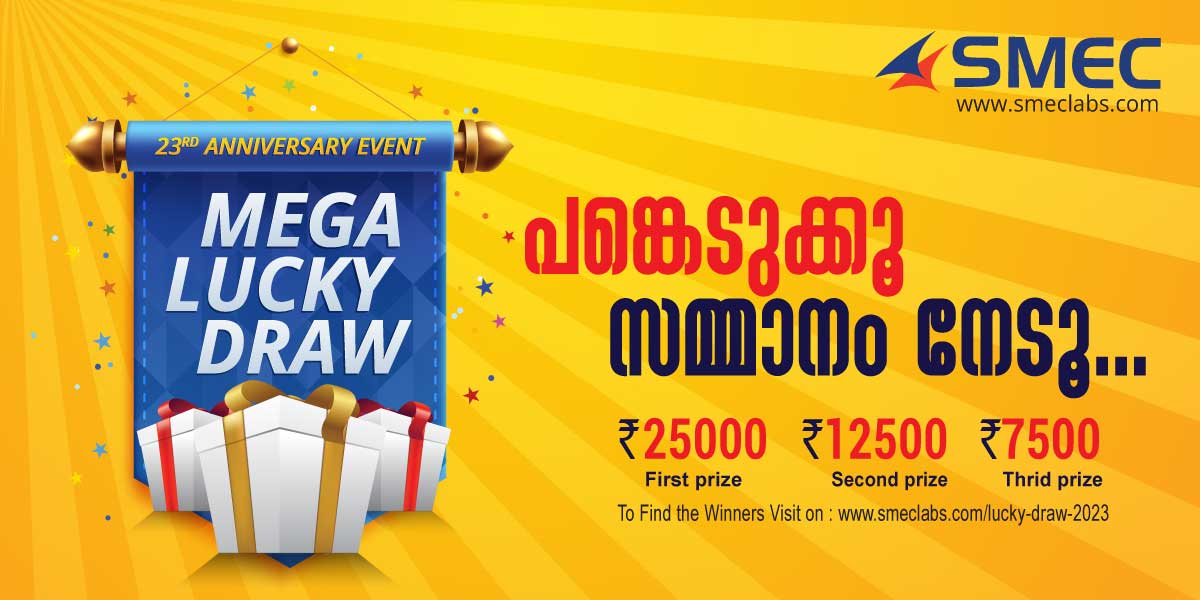 SMEC
www.smeclabs.com
23RD ANNIVERSARY EVENT
MEGA
LUCKY
DRAW
പങ്കെടുക്കൂ
സമ്മാനം നേടൂ...
₹25000 ₹12500 ₹7500
First prize Second prize Thrid prize
To Find the Winners Visit on : www.smeclabs.com/lucky-draw-2023